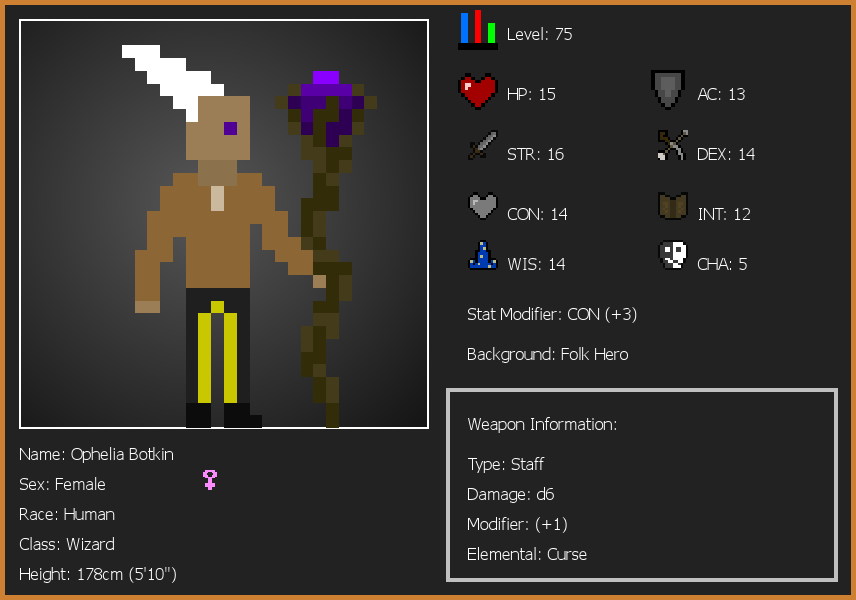 Level: 75
HP: 15
AC: 13
STR: 16
DEX: 14
CON: 14
INT: 12
WIS: 14
CHA: 5
Stat Modifier: CON (+3)
Background: Folk Hero
Weapon Information:
Type: Staff
Damage: d6
Modifier: (+1)
Elemental: Curse
Name: Ophelia Botkin
Sex: Female
Race: Human
Class: Wizard
Height: 178cm (5'10")